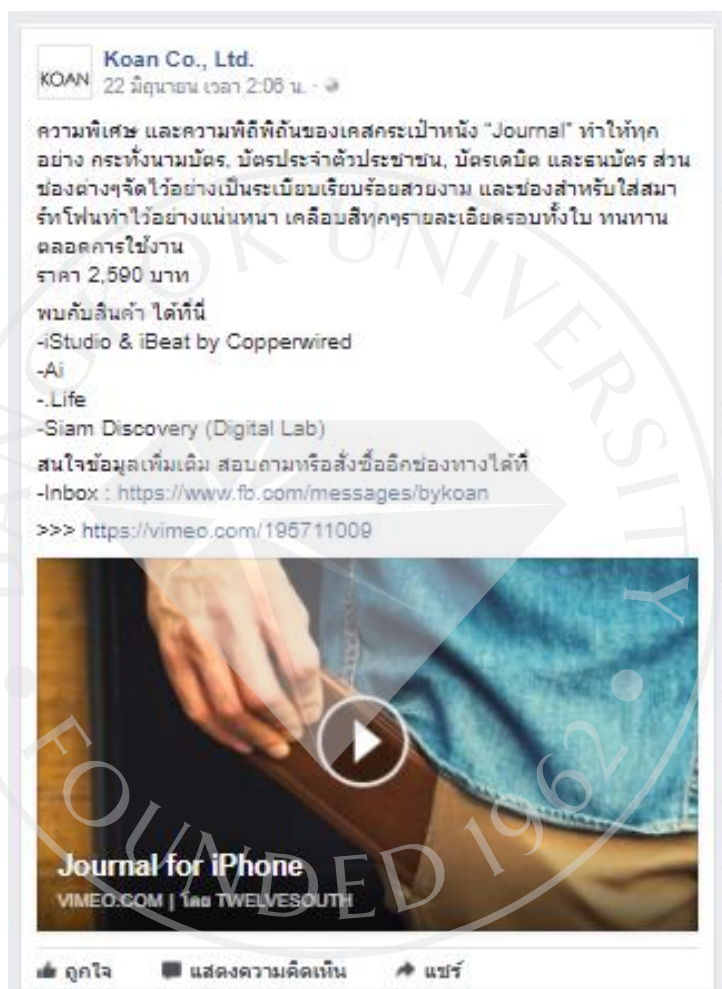 KOAN
Koan Co., Ltd.
22 มิถุนายน เวลา 2:06 น. ·
ความพิเศษ และความพิถีพิถันของเคสกระเป๋าหนัง "Journal" ทำให้ทุก
อย่าง กระทั่งนามบัตร, บัตรประจำตัวประชาชน, บัตรเดบิต และธนบัตร ส่วน
ช่องต่างๆจัดไว้อย่างเป็นระเบียบเรียบร้อยสวยงาม และช่องสำหรับใส่สมา
ร์ทโฟนทำไว้อย่างแน่นหนา เคลือบสีทุกๆรายละเอียดรอบทั้งใบ ทนทาน
ตลอดการใช้งาน
ราคา 2,590 บาท
พบกับสินค้า ได้ที่นี่
-iStudio & iBeat by Copperwired
-Ai
-.Life
-Siam Discovery (Digital Lab)
สนใจข้อมูลเพิ่มเติม สอบถามหรือสั่งซื้ออีกช่องทางได้ที่
-Inbox : https://www.fb.com/messages/bykoan
>>> https://vimeo.com/195711009
Journal for iPhone
VIMEO.COM | โดย TWELVESOUTH
ถูกใจ แสดงความคิดเห็น แชร์
BANGKOK UNIVERSITY
FOUNDED 1962